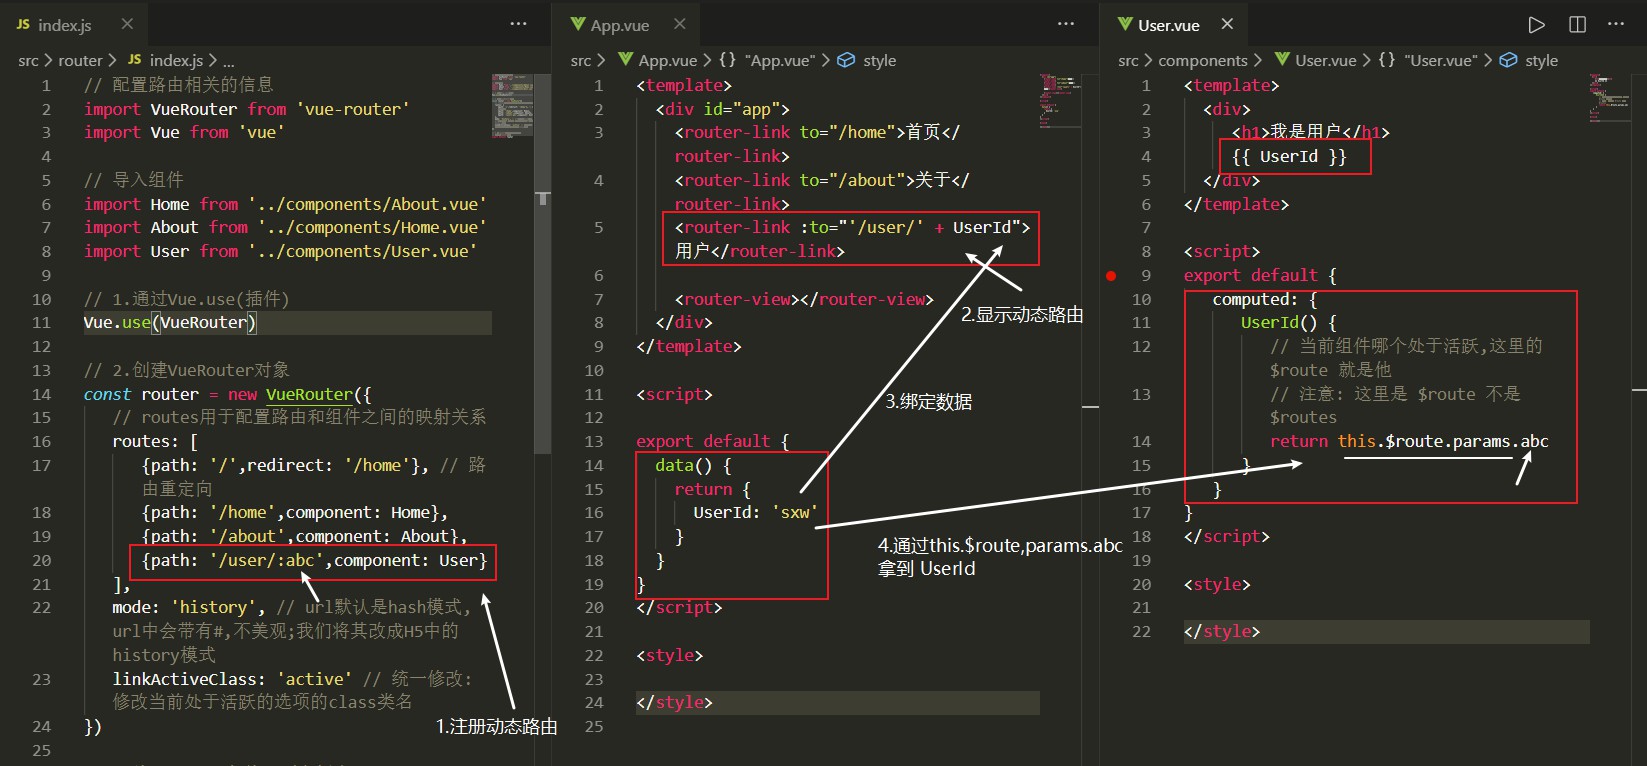 JS index.js ×
...
src > router > JS index.js > ...
1 // 配置路由相关的信息
2 import VueRouter from 'vue-router'
3 import Vue from 'vue'
4
5 // 导入组件
6 import Home from '../components/About.vue'
7 import About from '../components/Home.vue'
8 import User from '../components/User.vue'
9
10 // 1.通过Vue.use(插件)
11 Vue.use(VueRouter)
12
13 // 2.创建VueRouter对象
14 const router = new VueRouter({
15 // routes用于配置路由和组件之间的映射关系
16 routes: [
17 {path: '/',redirect: '/home'}, // 路
由重定向
18 {path: '/home',component: Home},
19 {path: '/about',component: About},
20 {path: '/user/:abc',component: User}
21 ],
22 mode: 'history', // url默认是hash模式,
url中会带有#,不美观;我们将其改成H5中的
history模式
23 linkActiveClass: 'active' // 统一修改:
修改当前处于活跃的选项的class类名
24 })
25
1.注册动态路由
App.vue ×
...
src > App.vue > {} "App.vue" > style
1 <template>
2 <div id="app">
3 <router-link to="/home">首页</
router-link>
4 <router-link to="/about">关于</
router-link>
5 <router-link :to="'/user/' + UserId">
用户</router-link>
6
7 <router-view></router-view>
8 </div>
9 </template>
10
11 <script>
12
13 export default {
14 data() {
15 return {
16 UserId: 'sxw'
17 }
18 }
19 }
20 </script>
21
22 <style>
23
24 </style>
25
2.显示动态路由
3.绑定数据
4.通过this.$route,params.abc
拿到 UserId
User.vue ×
...
src > components > User.vue > {} "User.vue" > style
1 <template>
2 <div>
3 <h1>我是用户</h1>
4 {{ UserId }}
5 </div>
6 </template>
7
8 <script>
9 export default {
10 computed: {
11 UserId() {
12 // 当前组件哪个处于活跃,这里的
$route 就是他
13 // 注意: 这里是 $route 不是
$routes
14 return this.$route.params.abc
15 }
16 }
17 }
18 </script>
19
20 <style>
21
22 </style>